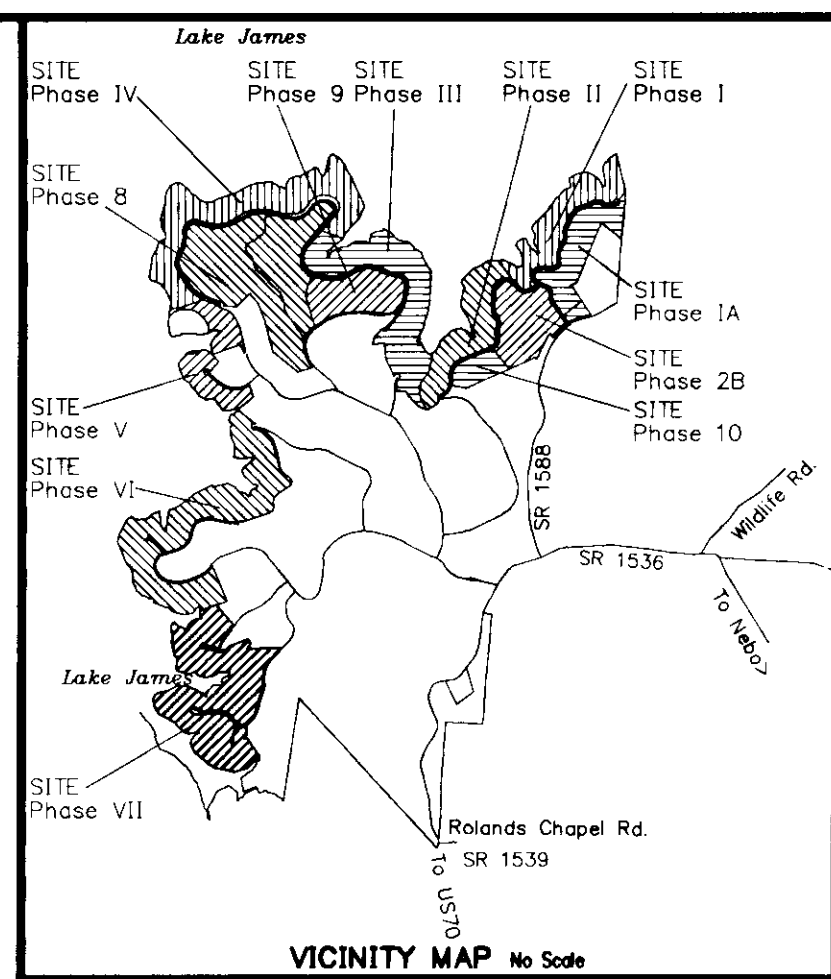 Lake James
SITE
Phase IV
SITE
Phase 9
SITE
Phase III
SITE
Phase II
SITE
Phase I
SITE
Phase 8
SITE
Phase IA
SITE
Phase 2B
SITE
Phase 10
SITE
Phase V
SITE
Phase VI
SR 1588
Wildlife Rd.
SR 1536
To Nebo
Lake James
SITE
Phase VII
Rolands Chapel Rd.
SR 1539
To US70
VICINITY MAP No Scale